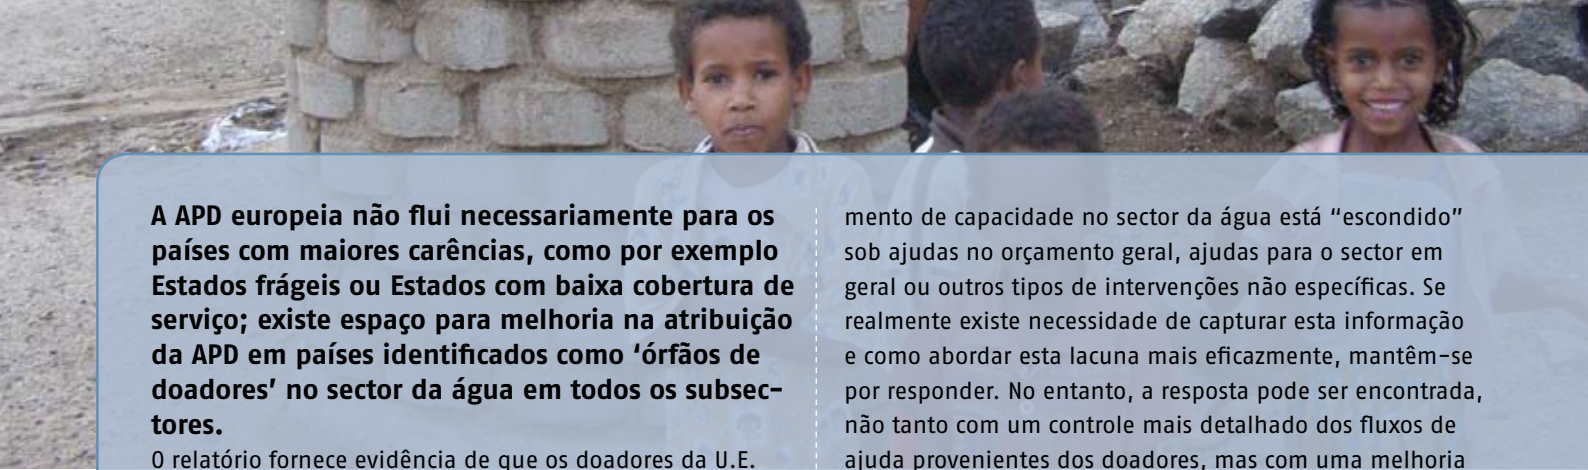 A APD europeia não flui necessariamente para os
países com maiores carências, como por exemplo
Estados frágeis ou Estados com baixa cobertura de
serviço; existe espaço para melhoria na atribuição
da APD em países identificados como ‘órfãos de
doadores’ no sector da água em todos os subsec-
tores.
O relatório fornece evidência de que os doadores da U.E.
mento de capacidade no sector da água está “escondido”
sob ajudas no orçamento geral, ajudas para o sector em
geral ou outros tipos de intervenções não específicas. Se
realmente existe necessidade de capturar esta informação
e como abordar esta lacuna mais eficazmente, mantêm-se
por responder. No entanto, a resposta pode ser encontrada,
não tanto com um controle mais detalhado dos fluxos de
ajuda provenientes dos doadores, mas com uma melhoria